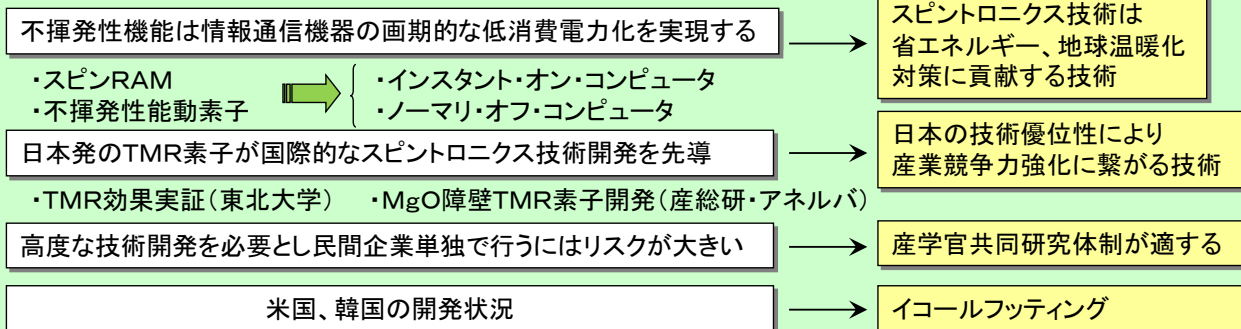 不揮発性機能は情報通信機器の画期的な低消費電力化を実現する
スピントロニクス技術は
省エネルギー、地球温暖化
対策に貢献する技術
・スピンRAM
・不揮発性能動素子
・インスタント・オン・コンピュータ
・ノーマリ・オフ・コンピュータ
日本発のTMR素子が国際的なスピントロニクス技術開発を先導
日本の技術優位性により
産業競争力強化に繋がる技術
・TMR効果実証(東北大学) ・MgO障壁TMR素子開発(産総研・アネルバ)
高度な技術開発を必要とし民間企業単独で行うにはリスクが大きい
産学官共同研究体制が適する
米国、韓国の開発状況
イコールフッティング